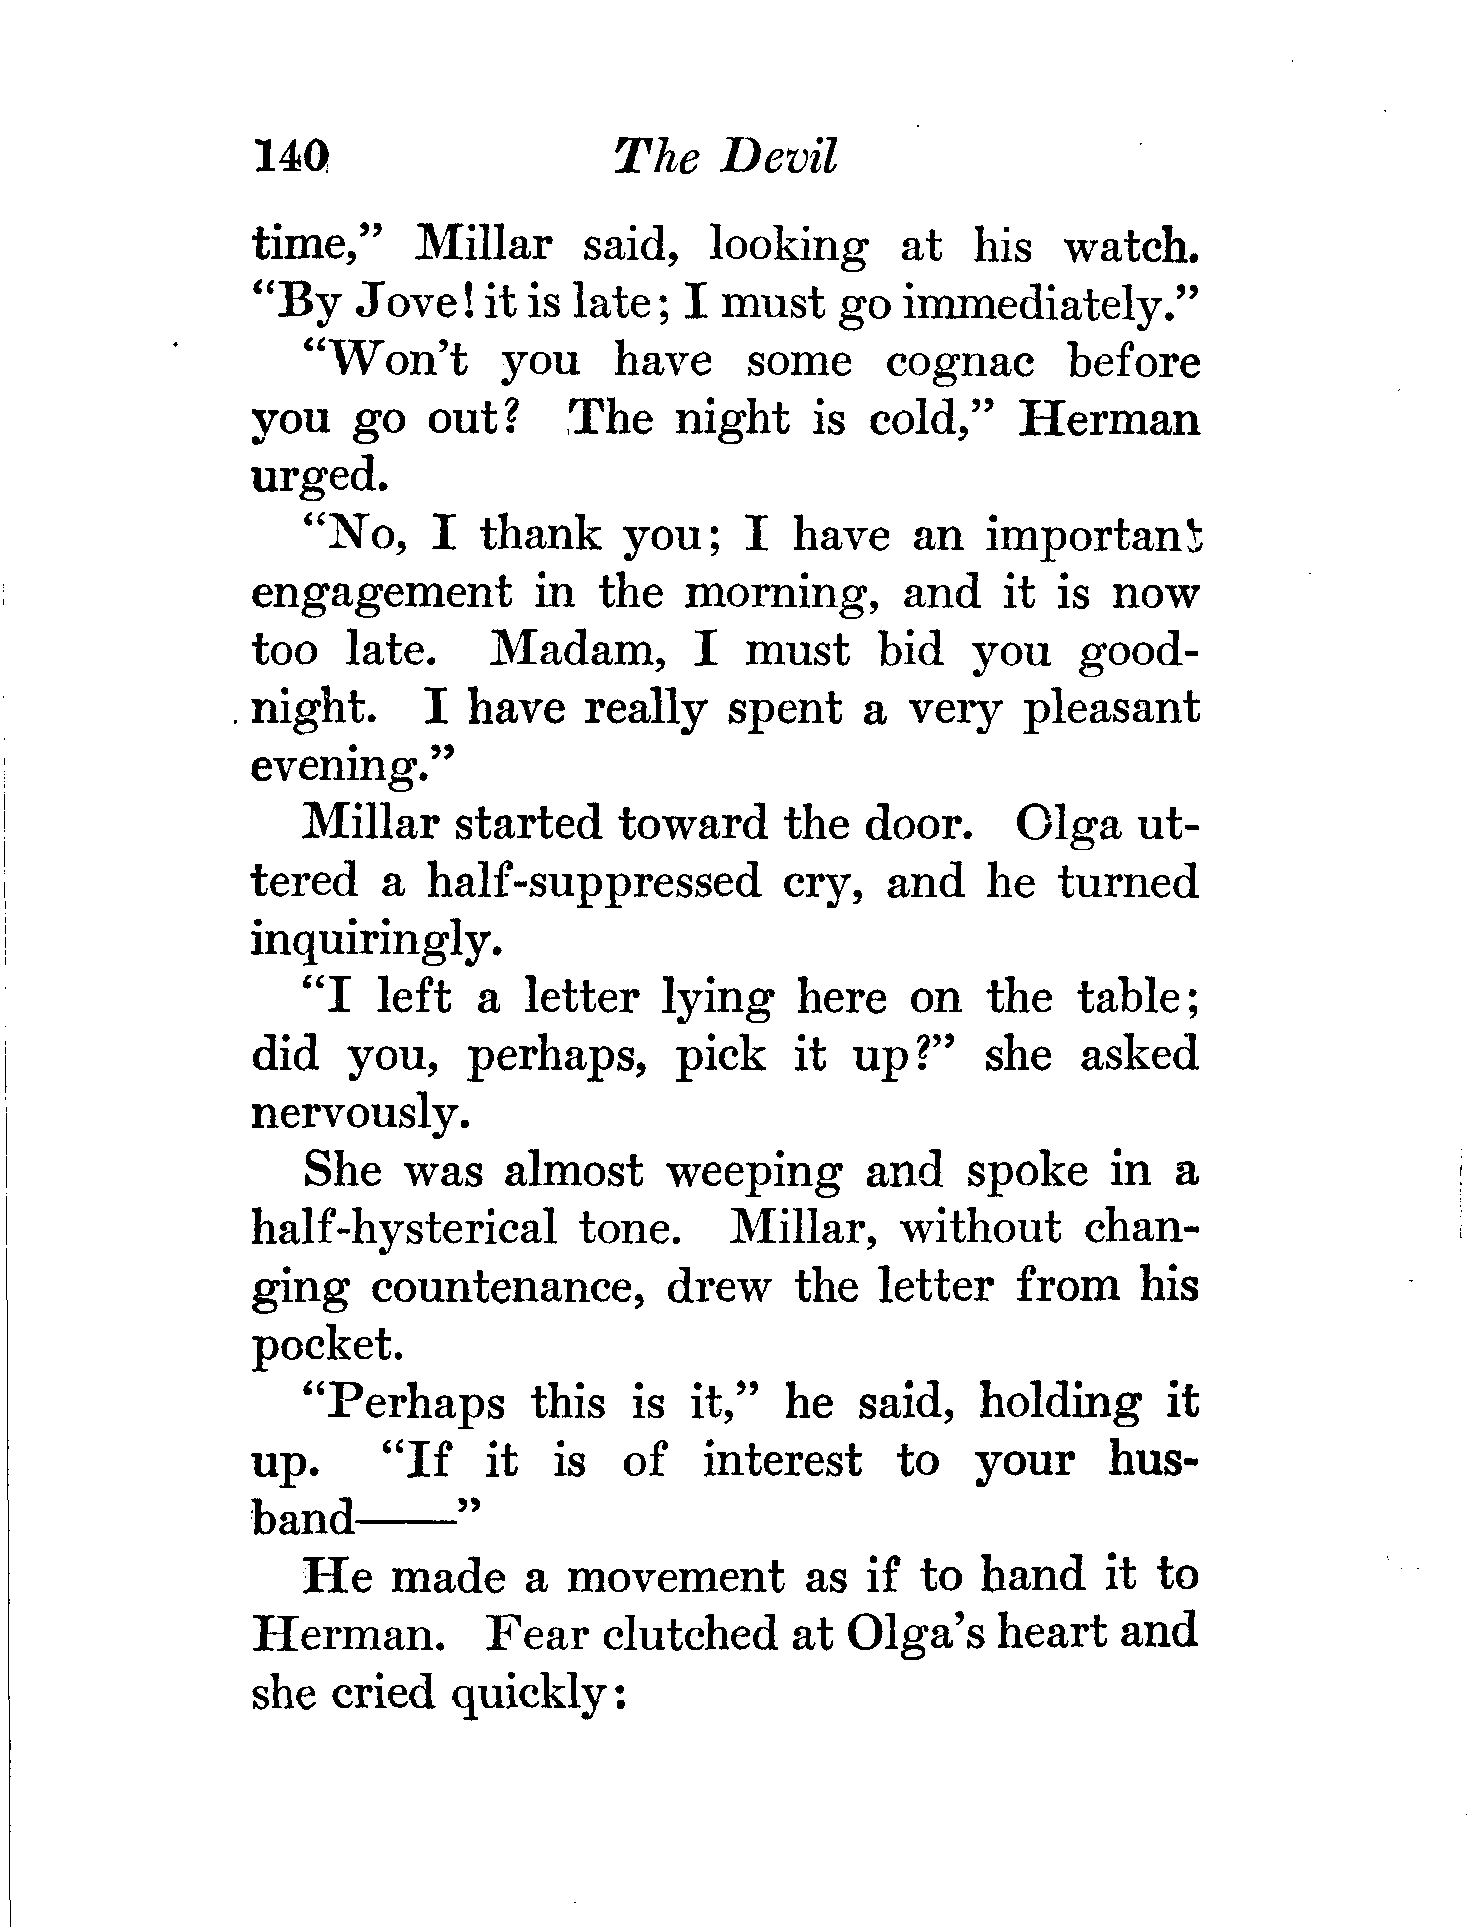 140 The Devil
time,” Millar said, looking at his watch.
“By Jove! it is late; I must go immediately.”
“Won’t you have some cognac before
you go out? The night is cold,” Herman
urged.
“No, I thank you; I have an important
engagement in the morning, and it is now
too late. Madam, I must bid you good-
night. I have really spent a very pleasant
evening.”
Millar started toward the door. Olga ut-
tered a half-suppressed cry, and he turned
inquiringly.
“I left a letter lying here on the table;
did you, perhaps, pick it up?” she asked
nervously.
She was almost weeping and spoke in a
half-hysterical tone. Millar, without chan-
ging countenance, drew the letter from his
pocket.
“Perhaps this is it,” he said, holding it
up. “If it is of interest to your hus-
band——”
He made a movement as if to hand it to
Herman. Fear clutched at Olga’s heart and
she cried quickly: